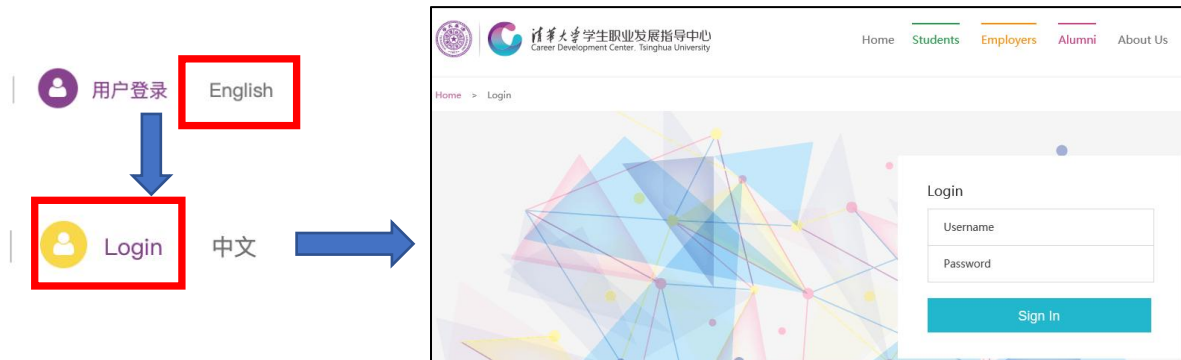 用户登录 English
Login 中文
清华大学学生职业发展指导中心
Career Development Center, Tsinghua University
Home Students Employers Alumni About Us
Home > Login
Login
Username
Password
Sign In